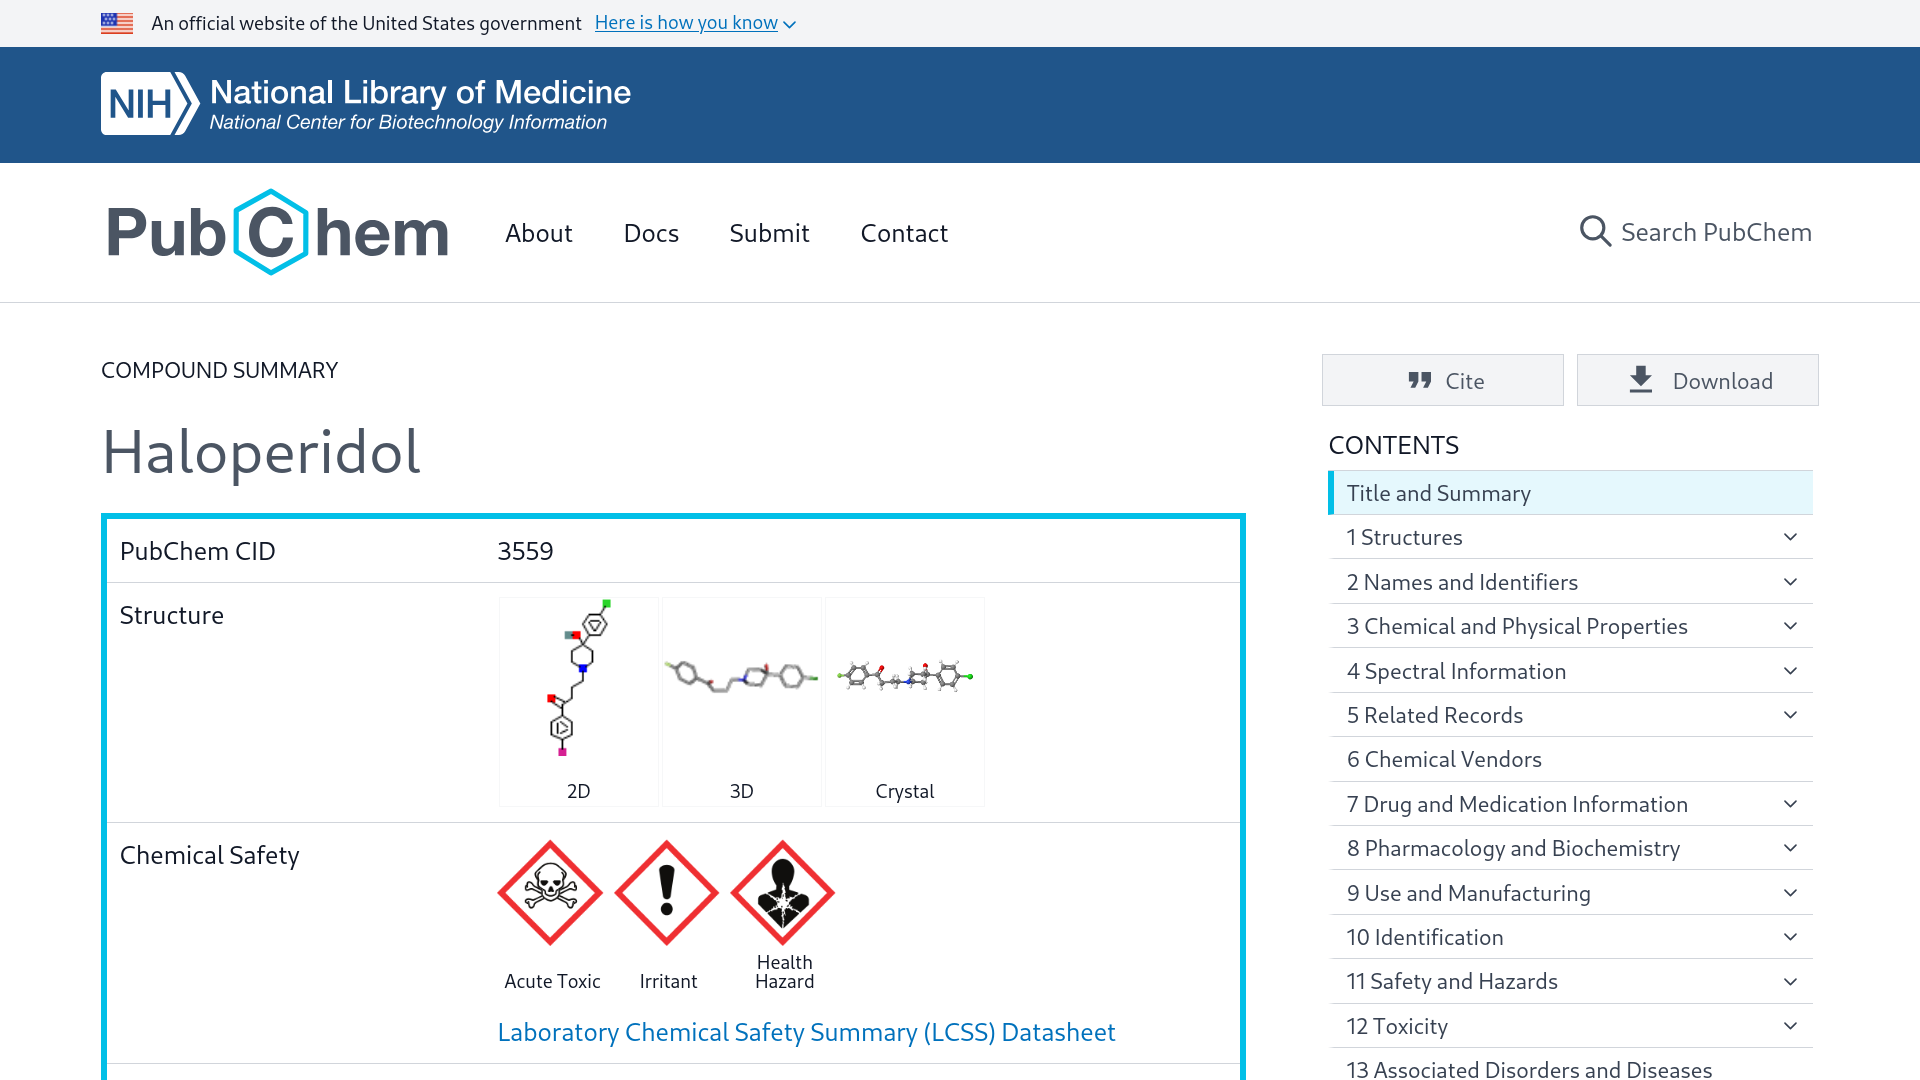 An official website of the United States government Here is how you know
NIH National Library of Medicine
National Center for Biotechnology Information
PubChem About Docs Submit Contact Search PubChem
COMPOUND SUMMARY
Cite Download
Haloperidol
PubChem CID 3559
Structure
2D 3D Crystal
Chemical Safety
Acute Toxic Irritant Health Hazard
Laboratory Chemical Safety Summary (LCSS) Datasheet
CONTENTS
Title and Summary
1 Structures
2 Names and Identifiers
3 Chemical and Physical Properties
4 Spectral Information
5 Related Records
6 Chemical Vendors
7 Drug and Medication Information
8 Pharmacology and Biochemistry
9 Use and Manufacturing
10 Identification
11 Safety and Hazards
12 Toxicity
13 Associated Disorders and Diseases